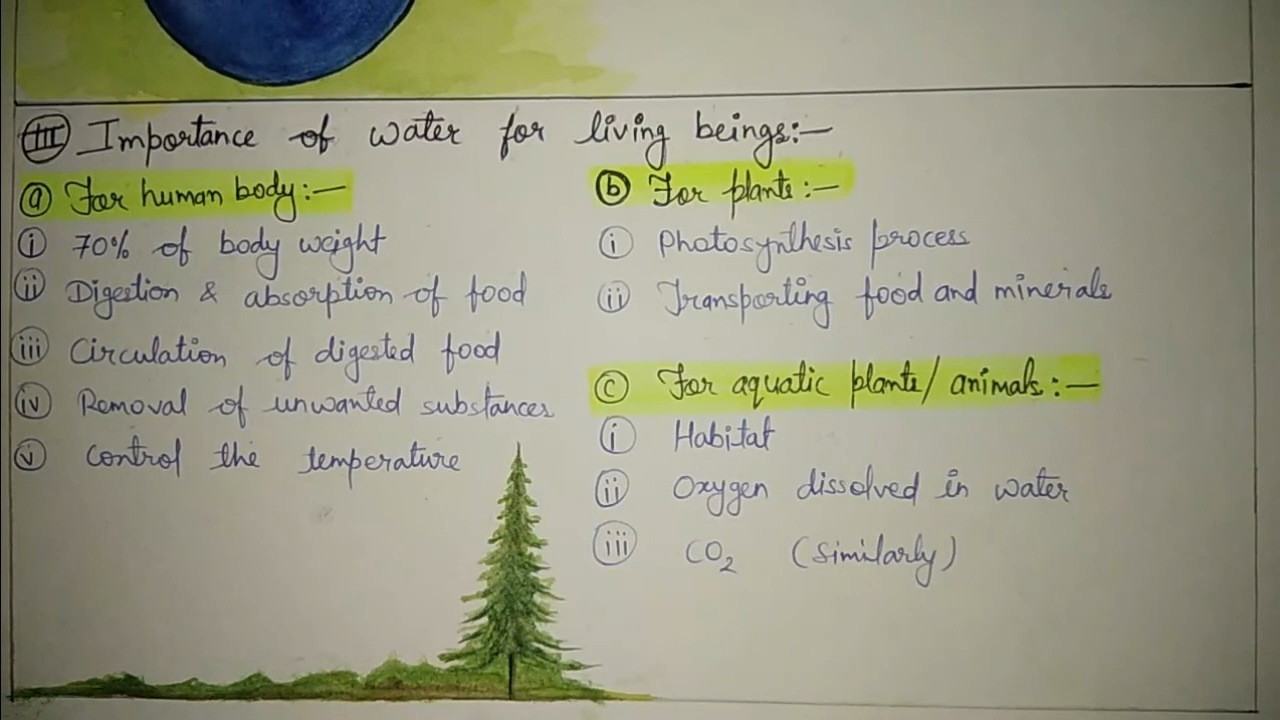 III Importance of water for living beings:-
a For human body:-
i 70% of body weight
ii Digestion & absorption of food
iii Circulation of digested food
iv Removal of unwanted substances
v Control the temperature
b For plants:-
i Photosynthesis process
ii Transporting food and minerals
c For aquatic plants/animals:-
i Habitat
ii Oxygen dissolved in water
iii CO₂ (Similarly)